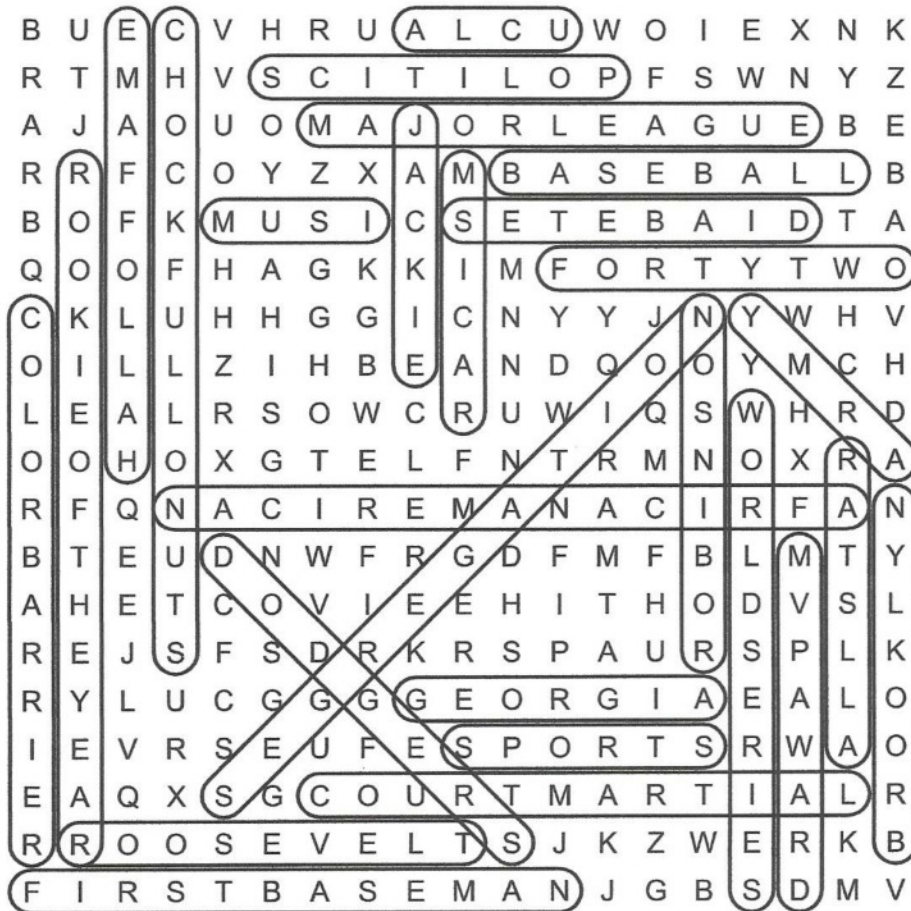 B U E C V H R U A L C U W O I E X N K
R T M H V S C I T I L O P F S W N Y Z
A J A O U O M A J O R L E A G U E B E
R R F C O Y Z X A M B A S E B A L L B
B O F K M U S I C S E T E B A I D T A
Q O O F H A G K K I M F O R T Y T W O
C K L U H H G G I C N Y Y J N Y W H V
O I L L Z I H B E A N D Q O O Y M C H
L E A L R S O W C R U W I Q S W H R D
O O H O X G T E L F N T R M N O X R A
R F Q N A C I R E M A N A C I R F A N
B T E U D N W F R G D F M F B L M T Y
A H E T C O V I E E H I T H O D V S L
R E J S F S D R K R S P A U R S P L K
R Y L U C G G G G E O R G I A E A L O
I E V R S E U F E S P O R T S R W A O
E A Q X S G C O U R T M A R T I A L R
R R O O S E V E L T S J K Z W E R K B
F I R S T B A S E M A N J G B S D M V